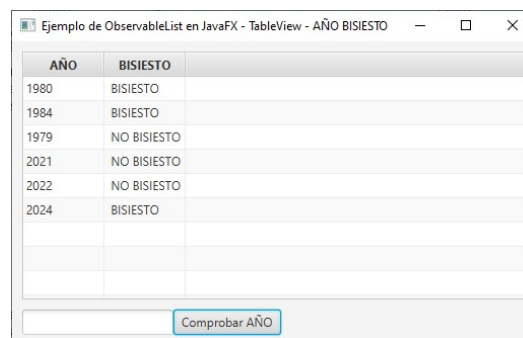 Ejemplo de ObservableList en JavaFX - TableView - AÑO BISIESTO
AÑO BISIESTO
1980 BISIESTO
1984 BISIESTO
1979 NO BISIESTO
2021 NO BISIESTO
2022 NO BISIESTO
2024 BISIESTO
Comprobar AÑO